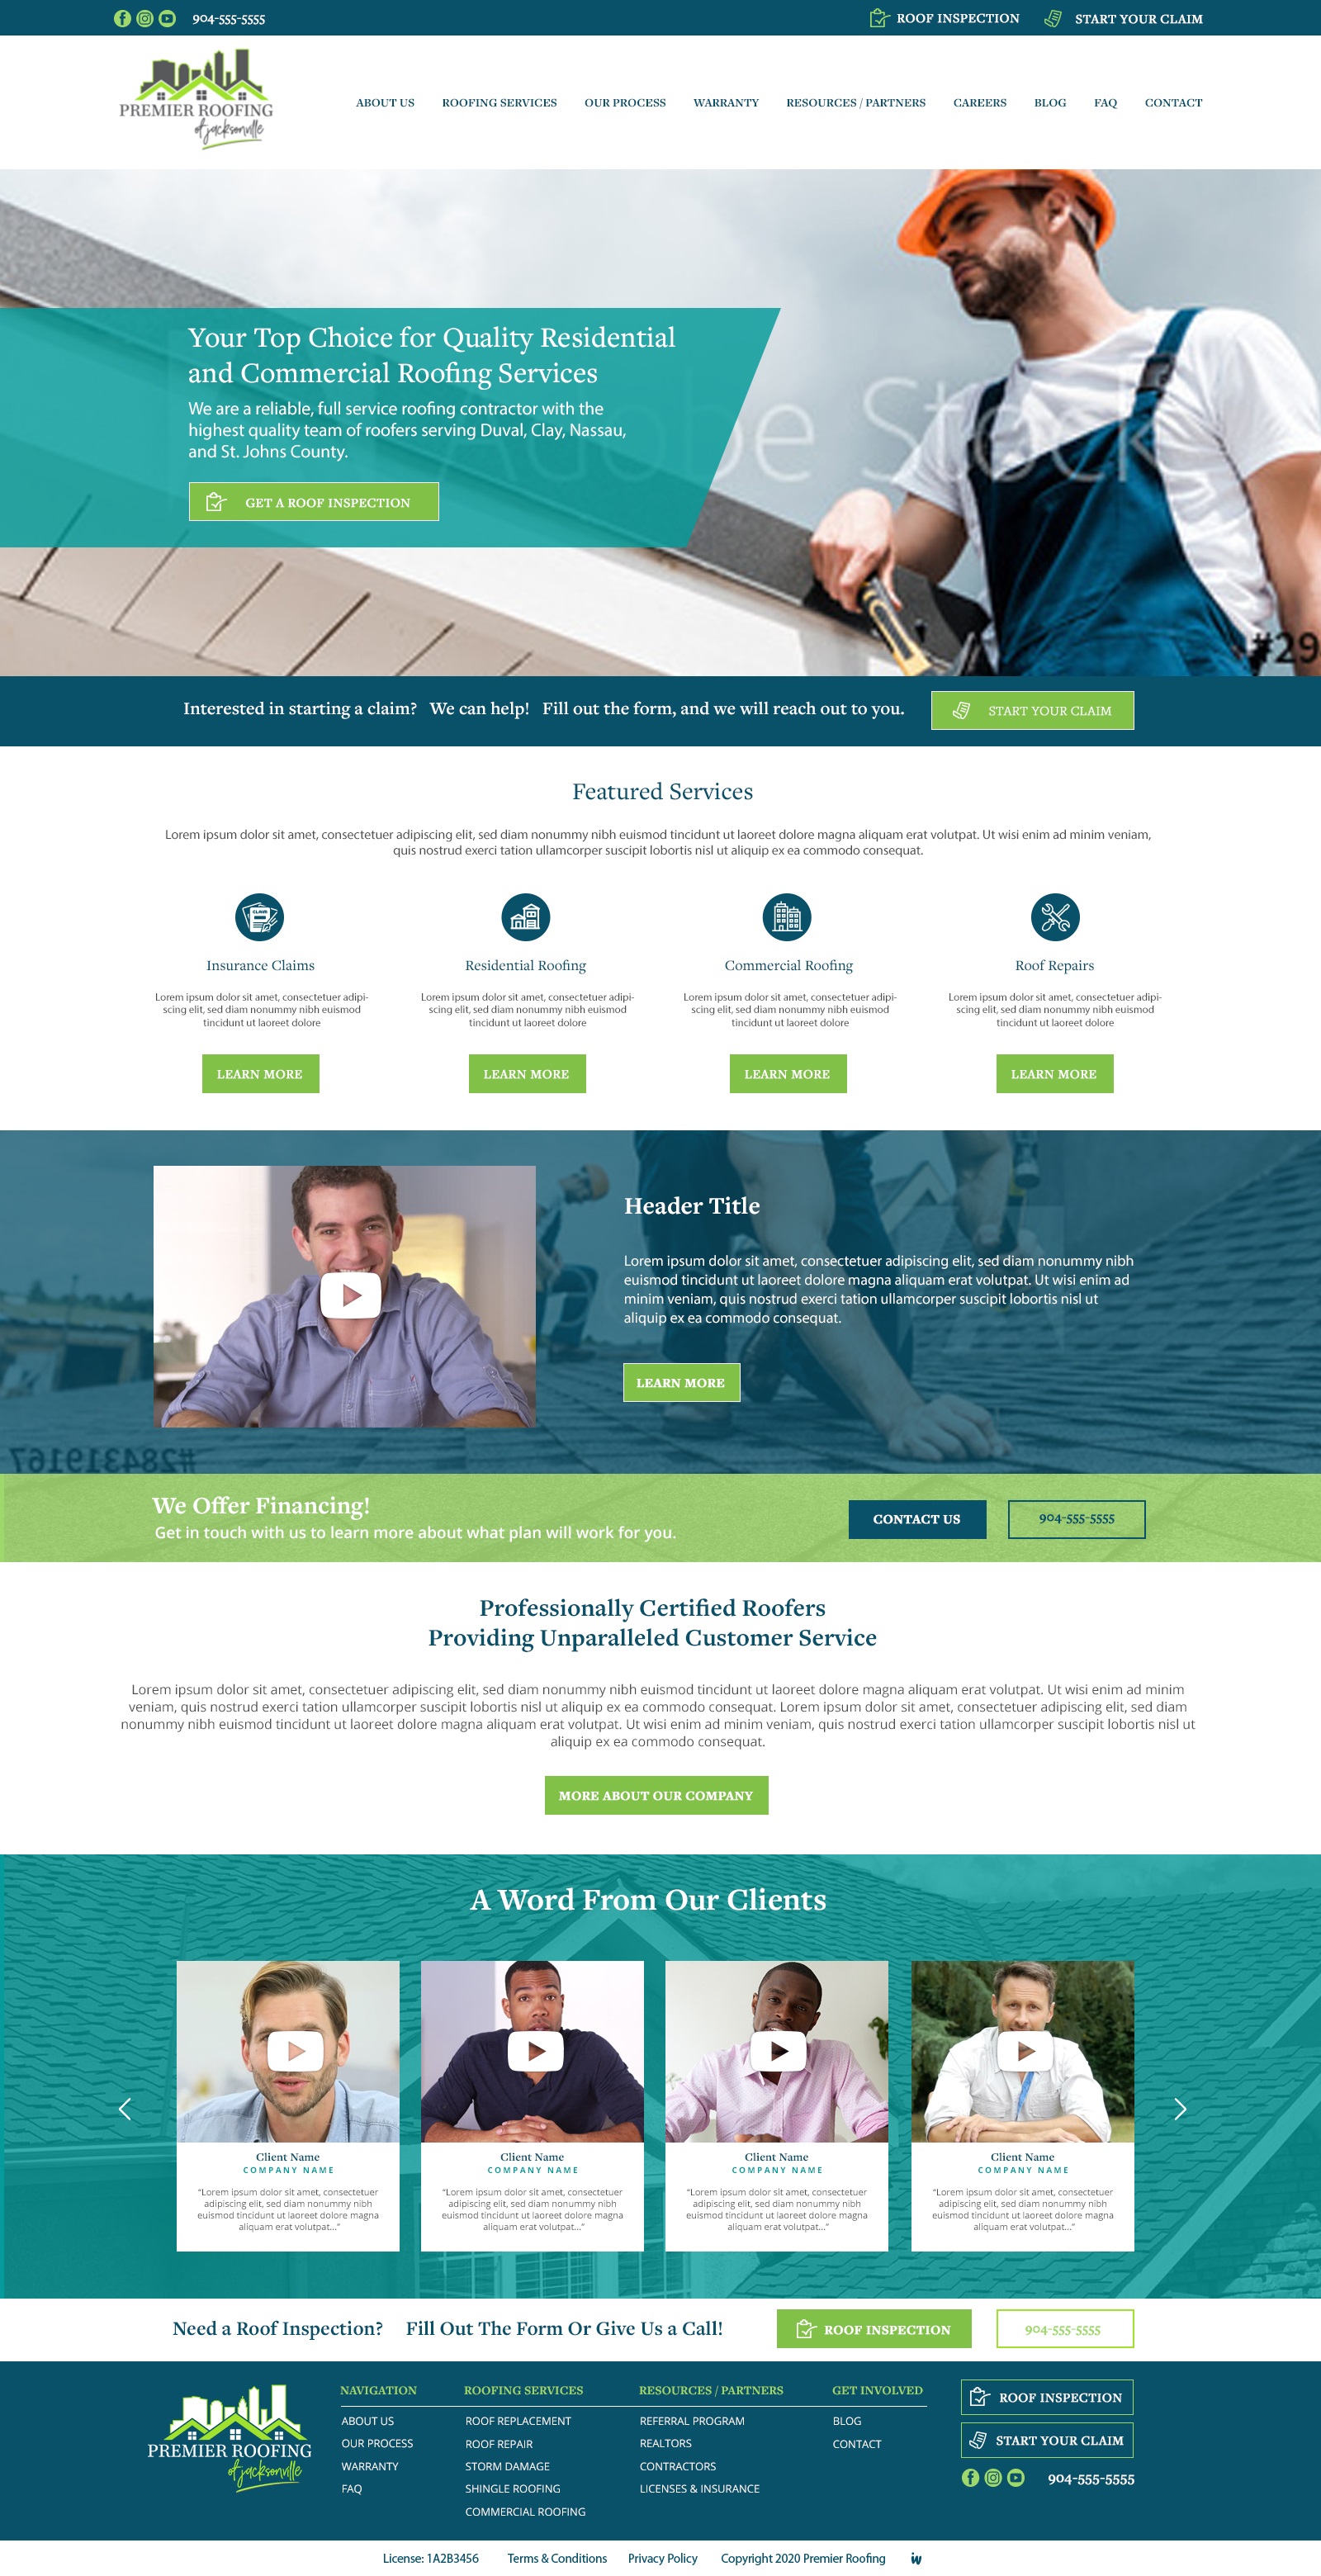 904-555-5555
ROOF INSPECTION
START YOUR CLAIM
PREMIER ROOFING
of jacksonville
ABOUT US
ROOFING SERVICES
OUR PROCESS
WARRANTY
RESOURCES / PARTNERS
CAREERS
BLOG
FAQ
CONTACT
Your Top Choice for Quality Residential
and Commercial Roofing Services
We are a reliable, full service roofing contractor with the
highest quality team of roofers serving Duval, Clay, Nassau,
and St. Johns County.
GET A ROOF INSPECTION
Adobe Stock
#29
Interested in starting a claim? We can help! Fill out the form, and we will reach out to you.
START YOUR CLAIM
Featured Services
Lorem ipsum dolor sit amet, consectetuer adipiscing elit, sed diam nonummy nibh euismod tincidunt ut laoreet dolore magna aliquam erat volutpat. Ut wisi enim ad minim veniam,
quis nostrud exerci tation ullamcorper suscipit lobortis nisl ut aliquip ex ea commodo consequat.
CLAIM
Insurance Claims
Lorem ipsum dolor sit amet, consectetuer adipi-
scing elit, sed diam nonummy nibh euismod
tincidunt ut laoreet dolore
LEARN MORE
Residential Roofing
Lorem ipsum dolor sit amet, consectetuer adipi-
scing elit, sed diam nonummy nibh euismod
tincidunt ut laoreet dolore
LEARN MORE
Commercial Roofing
Lorem ipsum dolor sit amet, consectetuer adipi-
scing elit, sed diam nonummy nibh euismod
tincidunt ut laoreet dolore
LEARN MORE
Roof Repairs
Lorem ipsum dolor sit amet, consectetuer adipi-
scing elit, sed diam nonummy nibh euismod
tincidunt ut laoreet dolore
LEARN MORE
Header Title
Lorem ipsum dolor sit amet, consectetuer adipiscing elit, sed diam nonummy nibh
euismod tincidunt ut laoreet dolore magna aliquam erat volutpat. Ut wisi enim ad
minim veniam, quis nostrud exerci tation ullamcorper suscipit lobortis nisl ut
aliquip ex ea commodo consequat.
LEARN MORE
#284319167
We Offer Financing!
Get in touch with us to learn more about what plan will work for you.
CONTACT US
904-555-5555
Professionally Certified Roofers
Providing Unparalleled Customer Service
Lorem ipsum dolor sit amet, consectetuer adipiscing elit, sed diam nonummy nibh euismod tincidunt ut laoreet dolore magna aliquam erat volutpat. Ut wisi enim ad minim
veniam, quis nostrud exerci tation ullamcorper suscipit lobortis nisl ut aliquip ex ea commodo consequat. Lorem ipsum dolor sit amet, consectetuer adipiscing elit, sed diam
nonummy nibh euismod tincidunt ut laoreet dolore magna aliquam erat volutpat. Ut wisi enim ad minim veniam, quis nostrud exerci tation ullamcorper suscipit lobortis nisl ut
aliquip ex ea commodo consequat.
MORE ABOUT OUR COMPANY
A Word From Our Clients
Client Name
COMPANY NAME
"Lorem ipsum dolor sit amet, consectetuer
adipiscing elit, sed diam nonummy nibh
euismod tincidunt ut laoreet dolore magna
aliquam erat volutpat..."
Client Name
COMPANY NAME
"Lorem ipsum dolor sit amet, consectetuer
adipiscing elit, sed diam nonummy nibh
euismod tincidunt ut laoreet dolore magna
aliquam erat volutpat..."
Client Name
COMPANY NAME
"Lorem ipsum dolor sit amet, consectetuer
adipiscing elit, sed diam nonummy nibh
euismod tincidunt ut laoreet dolore magna
aliquam erat volutpat..."
Client Name
COMPANY NAME
"Lorem ipsum dolor sit amet, consectetuer
adipiscing elit, sed diam nonummy nibh
euismod tincidunt ut laoreet dolore magna
aliquam erat volutpat..."
Need a Roof Inspection? Fill Out The Form Or Give Us a Call!
ROOF INSPECTION
904-555-5555
PREMIER ROOFING
of jacksonville
NAVIGATION
ABOUT US
OUR PROCESS
WARRANTY
FAQ
ROOFING SERVICES
ROOF REPLACEMENT
ROOF REPAIR
STORM DAMAGE
SHINGLE ROOFING
COMMERCIAL ROOFING
RESOURCES / PARTNERS
REFERRAL PROGRAM
REALTORS
CONTRACTORS
LICENSES & INSURANCE
GET INVOLVED
BLOG
CONTACT
ROOF INSPECTION
START YOUR CLAIM
904-555-5555
License: 1A2B3456
Terms & Conditions
Privacy Policy
Copyright 2020 Premier Roofing
iw